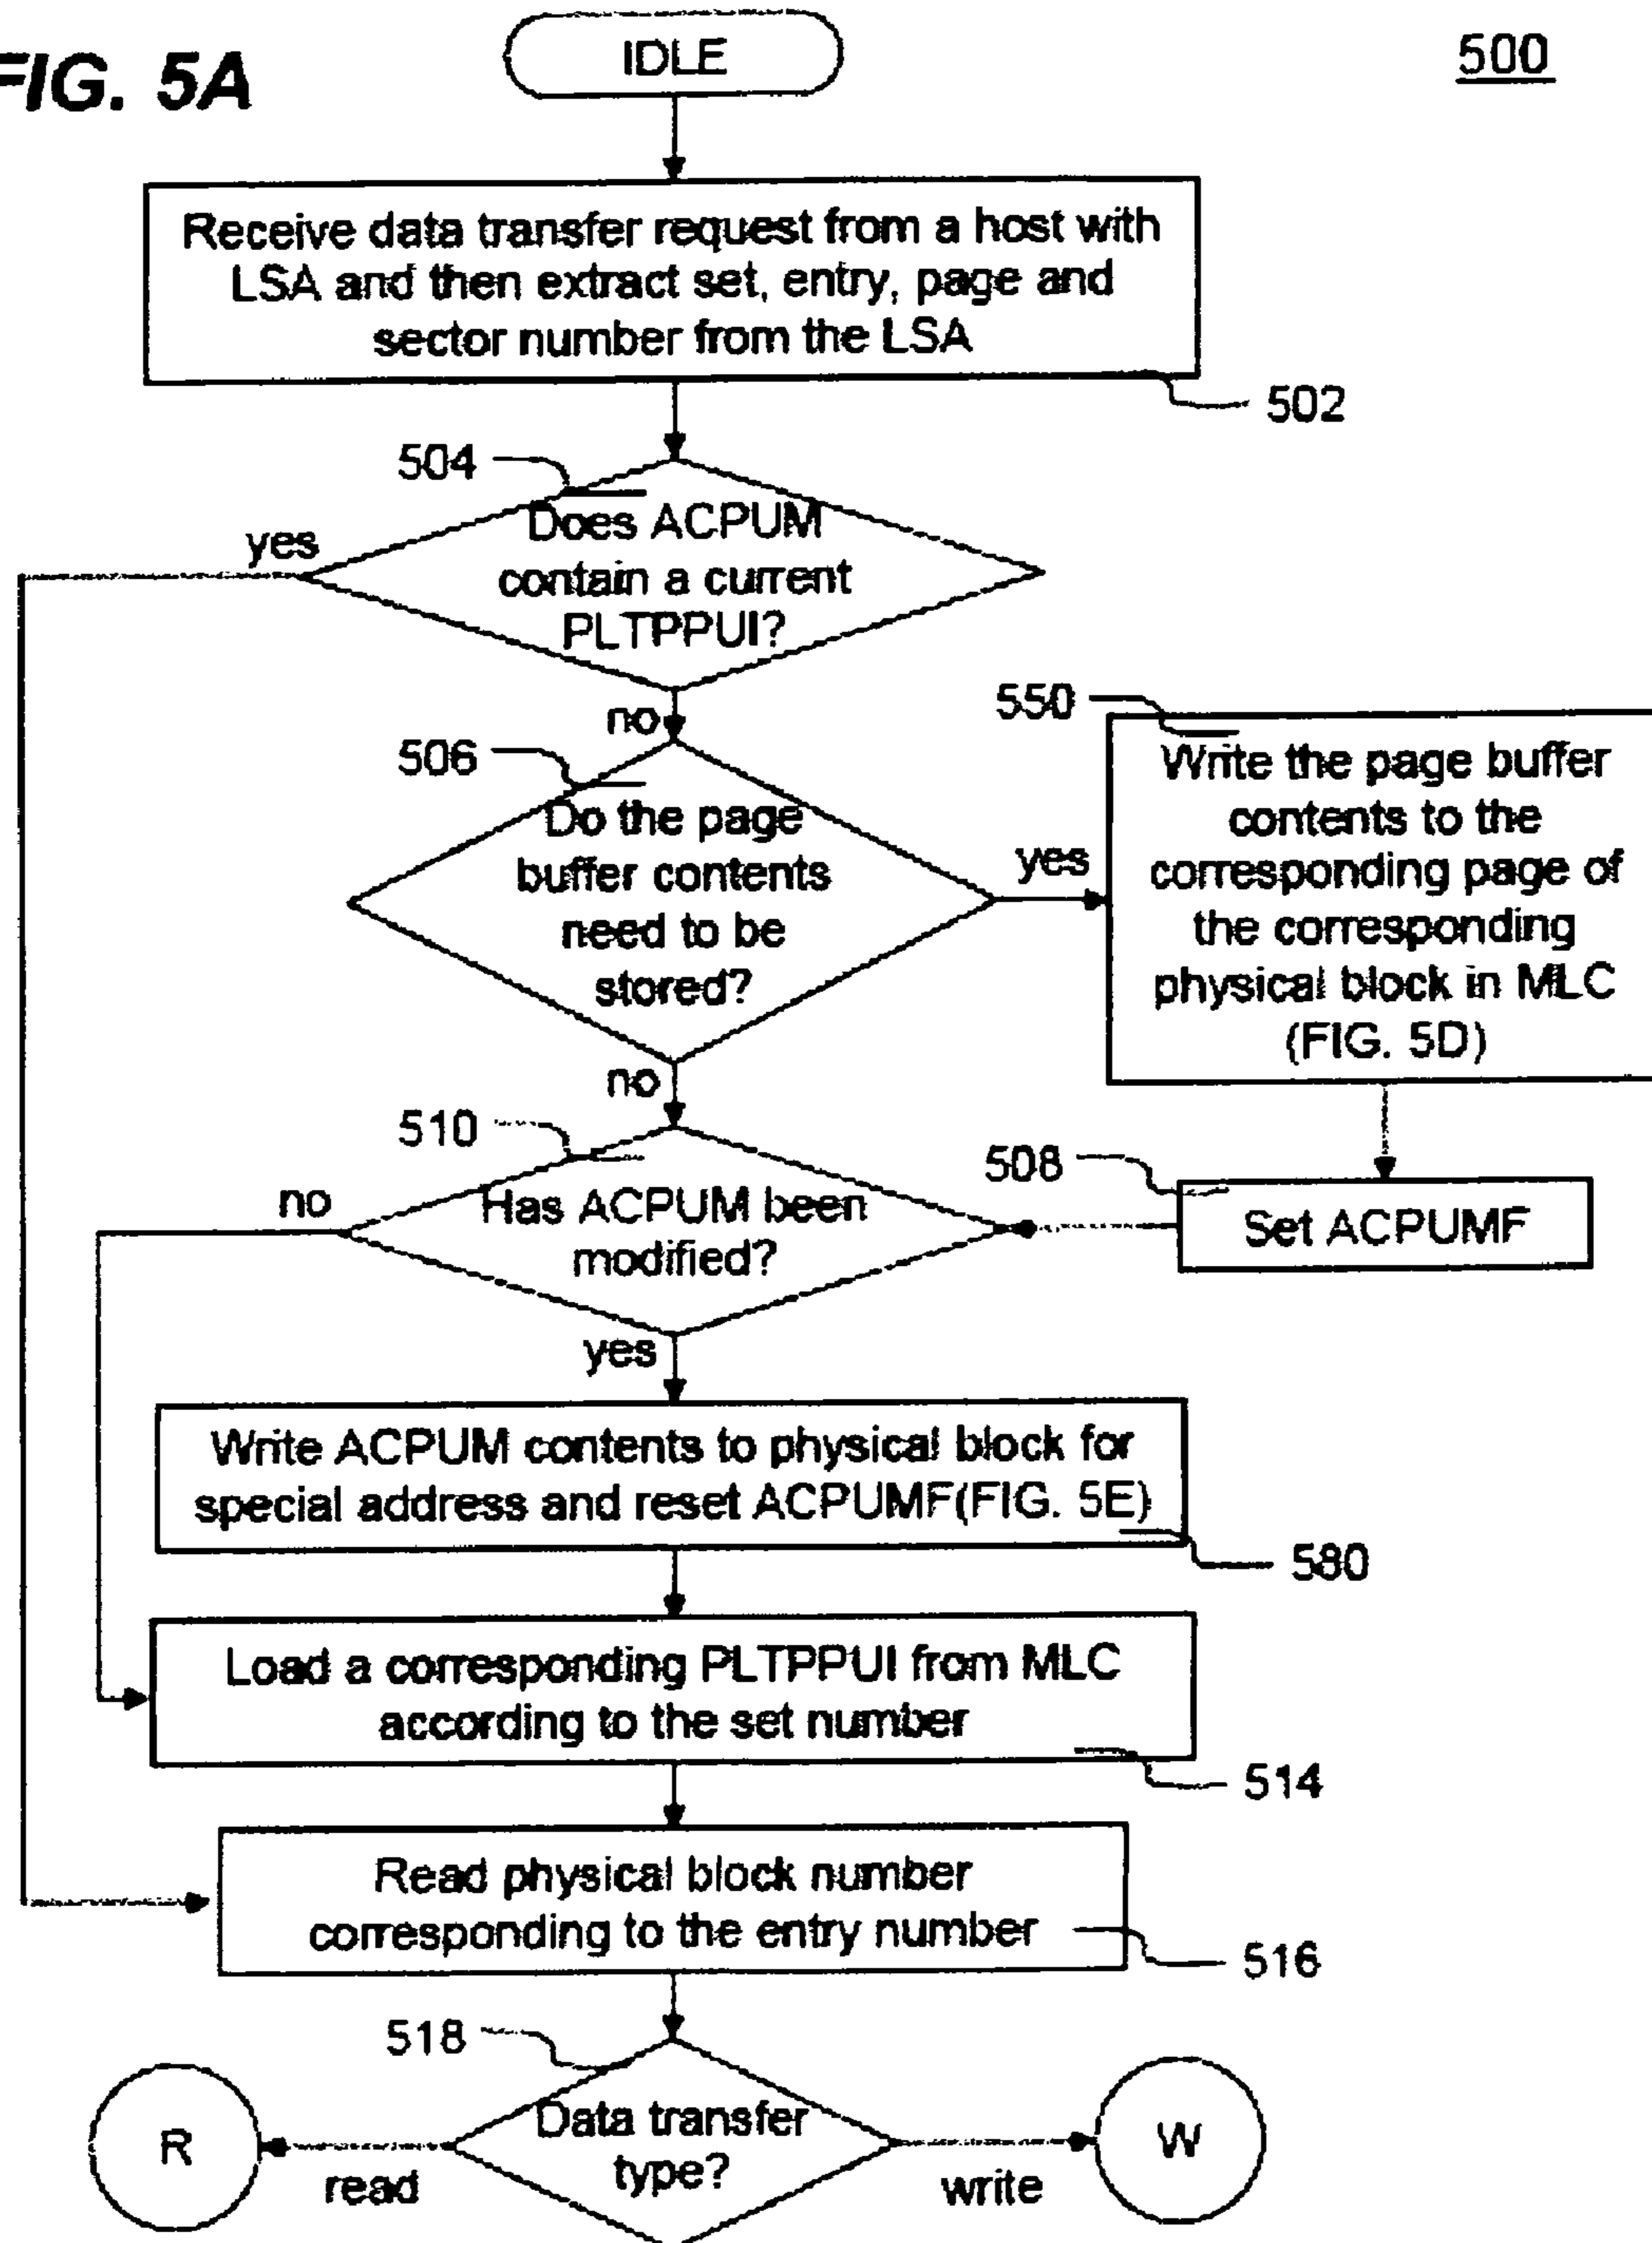 FIG. 5A
500
IDLE
Receive data transfer request from a host with
LSA and then extract set, entry, page and
sector number from the LSA
502
504
Does ACPUM
contain a current
PLTPPUI?
yes
no
506
Do the page
buffer contents
need to be
stored?
yes
no
550
Write the page buffer
contents to the
corresponding page of
the corresponding
physical block in MLC
(FIG. 5D)
508
Set ACPUMF
510
Has ACPUM been
modified?
no
yes
Write ACPUM contents to physical block for
special address and reset ACPUMF(FIG. 5E)
580
Load a corresponding PLTPPUI from MLC
according to the set number
514
Read physical block number
corresponding to the entry number
516
518
Data transfer
type?
R
read
write
W